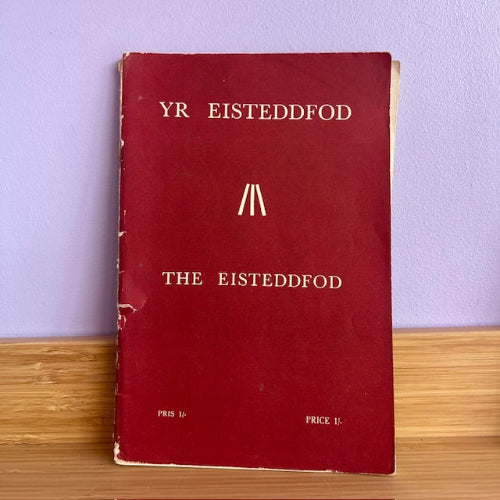 YR EISTEDDFOD
THE EISTEDDFOD
PRIS 1/-
PRICE 1/-